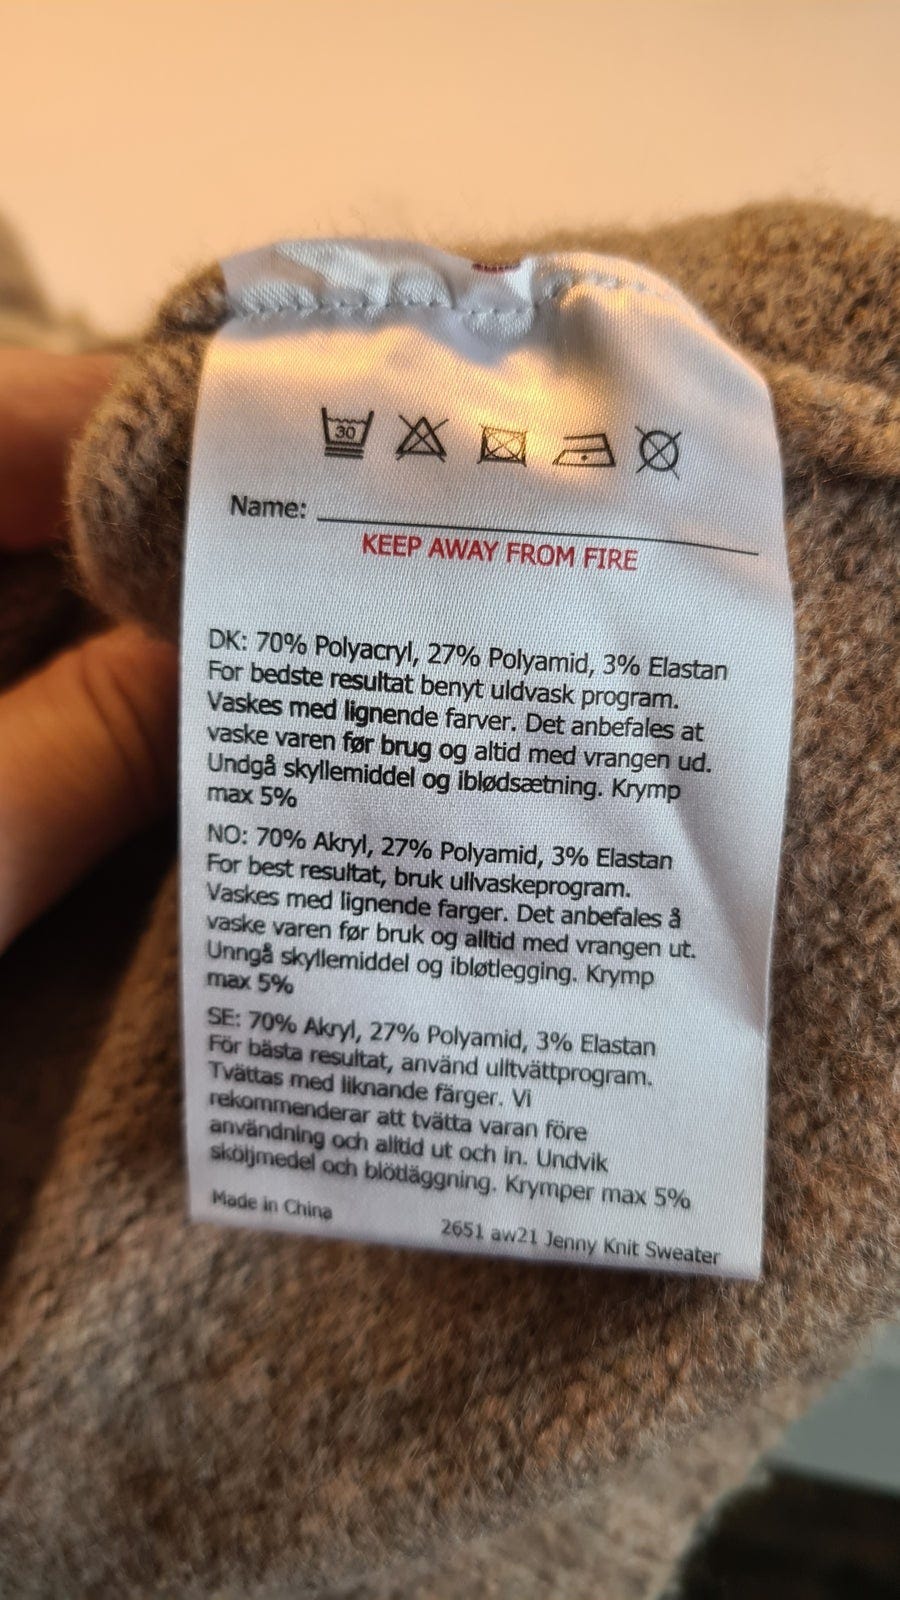 30
Name:
KEEP AWAY FROM FIRE
DK: 70% Polyacryl, 27% Polyamid, 3% Elastan
For bedste resultat benyt uldvask program.
Vaskes med lignende farver. Det anbefales at
vaske varen før brug og altid med vrangen ud.
Undgå skyllemiddel og iblødsætning. Krymp
max 5%
NO: 70% Akryl, 27% Polyamid, 3% Elastan
For best resultat, bruk ullvaskeprogram.
Vaskes med lignende farger. Det anbefales å
vaske varen før bruk og alltid med vrangen ut.
Unngå skyllemiddel og ibløtlegging. Krymp
max 5%
SE: 70% Akryl, 27% Polyamid, 3% Elastan
För bästa resultat, använd ulltvättprogram.
Tvättas med liknande färger. Vi
rekommenderar att tvätta varan före
användning och alltid ut och in. Undvik
sköljmedel och blötläggning. Krymper max 5%
Made in China
2651 aw21 Jenny Knit Sweater